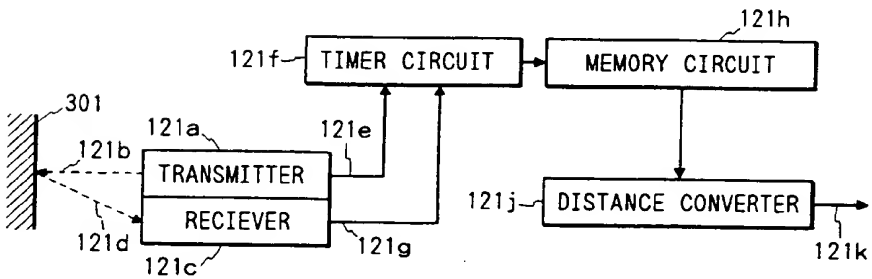 121h
121f
TIMER CIRCUIT
MEMORY CIRCUIT
301
121a
121e
121b
TRANSMITTER
RECIEVER
121j
DISTANCE CONVERTER
121d
121c
121g
121k